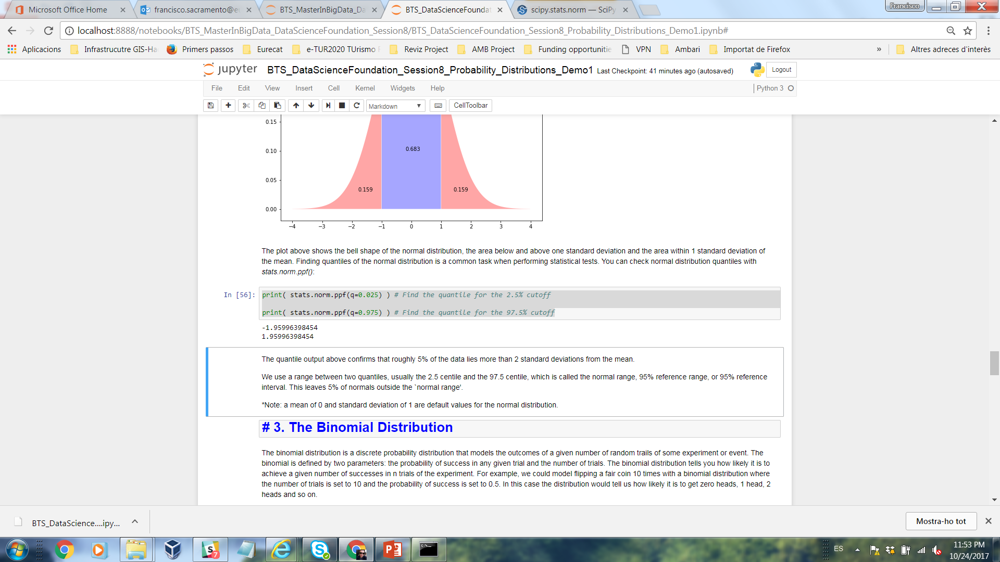 Microsoft Office Home
francisco.sacramento@e
BTS_MasterInBigData_Da
BTS_DataScienceFoundat
scipy.stats.norm — SciPy
Francisco
localhost:8888/notebooks/BTS_MasterInBigData_DataScienceFoundation_Session8/BTS_DataScienceFoundation_Session8_Probability_Distributions_Demo1.ipynb#
Aplicacions
Infrastrucutre GIS-Ha
Primers passos
Eurecat
e-TUR2020 TUrismo F
Reviz Project
AMB Project
Funding opportunitie
VPN
Ambari
Importat de Firefox
»
Altres adreces d'interès
jupyter BTS_DataScienceFoundation_Session8_Probability_Distributions_Demo1 Last Checkpoint: 41 minutes ago (autosaved)
Logout
File Edit View Insert Cell Kernel Widgets Help
Python 3
Markdown
CellToolbar
0.15
0.10
0.05
0.00
0.683
0.159
0.159
−4 −3 −2 −1 0 1 2 3 4
The plot above shows the bell shape of the normal distribution, the area below and above one standard deviation and the area within 1 standard deviation of
the mean. Finding quantiles of the normal distribution is a common task when performing statistical tests. You can check normal distribution quantiles with
stats.norm.ppf():
In [56]: print( stats.norm.ppf(q=0.025) ) # Find the quantile for the 2.5% cutoff
print( stats.norm.ppf(q=0.975) ) # Find the quantile for the 97.5% cutoff
-1.95996398454
1.95996398454
The quantile output above confirms that roughly 5% of the data lies more than 2 standard deviations from the mean.
We use a range between two quantiles, usually the 2.5 centile and the 97.5 centile, which is called the normal range, 95% reference range, or 95% reference
interval. This leaves 5% of normals outside the `normal range'.
*Note: a mean of 0 and standard deviation of 1 are default values for the normal distribution.
# 3. The Binomial Distribution
The binomial distribution is a discrete probability distribution that models the outcomes of a given number of random trails of some experiment or event. The
binomial is defined by two parameters: the probability of success in any given trial and the number of trials. The binomial distribution tells you how likely it is to
achieve a given number of successes in n trials of the experiment. For example, we could model flipping a fair coin 10 times with a binomial distribution where
the number of trials is set to 10 and the probability of success is set to 0.5. In this case the distribution would tell us how likely it is to get zero heads, 1 head, 2
heads and so on.
BTS_DataScience....ipy...
Mostra-ho tot
7
ES
11:53 PM
10/24/2017